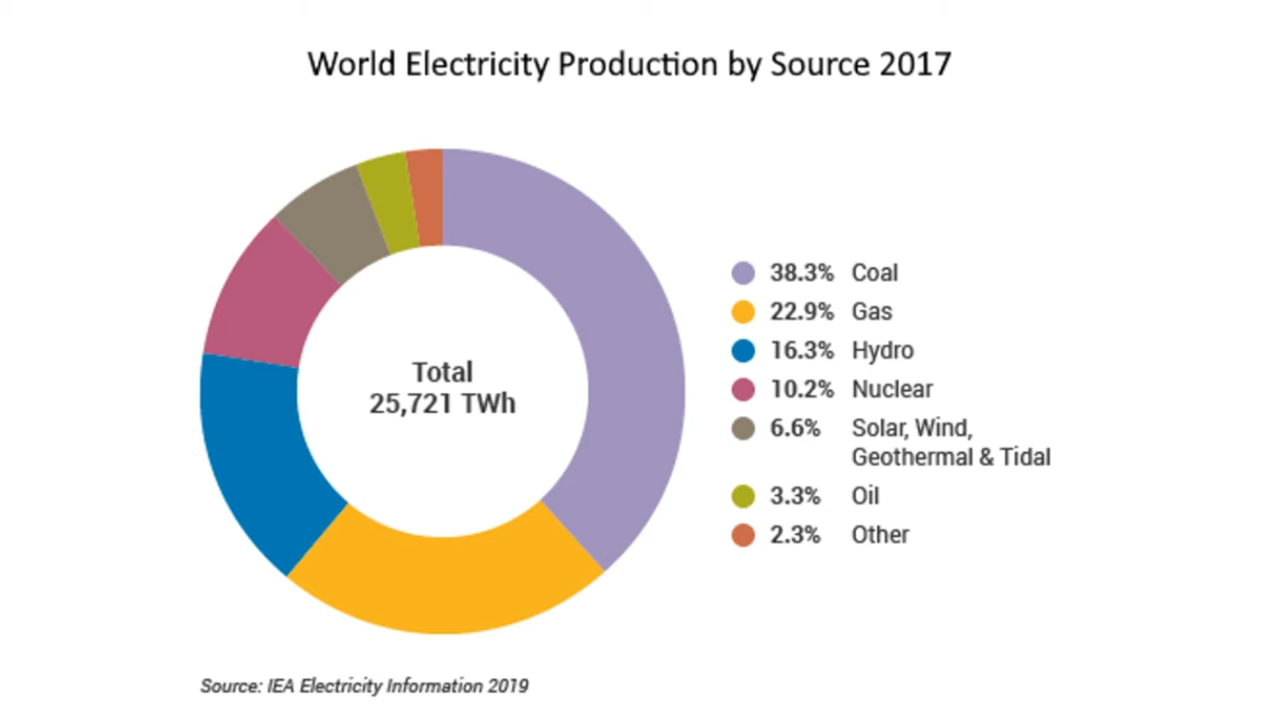 World Electricity Production by Source 2017
Total
25,721 TWh
38.3% Coal
22.9% Gas
16.3% Hydro
10.2% Nuclear
6.6% Solar, Wind,
Geothermal & Tidal
3.3% Oil
2.3% Other
Source: IEA Electricity Information 2019